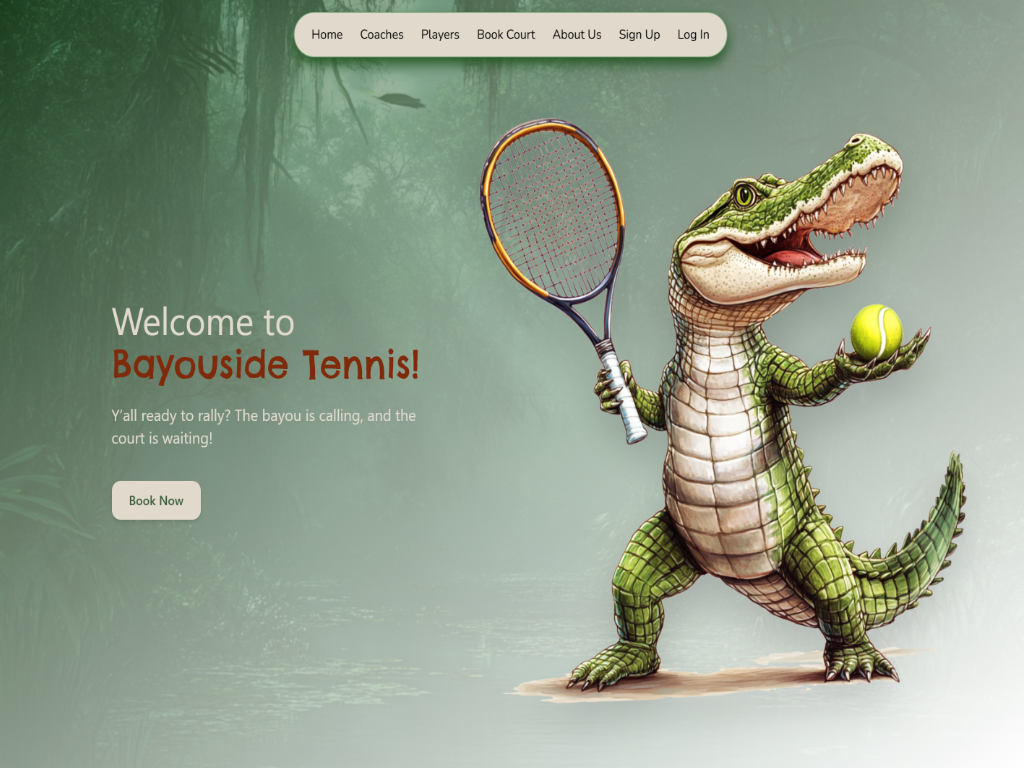 Home Coaches Players Book Court About Us Sign Up Log In
Welcome to
Bayouside Tennis!
Y'all ready to rally? The bayou is calling, and the
court is waiting!
Book Now